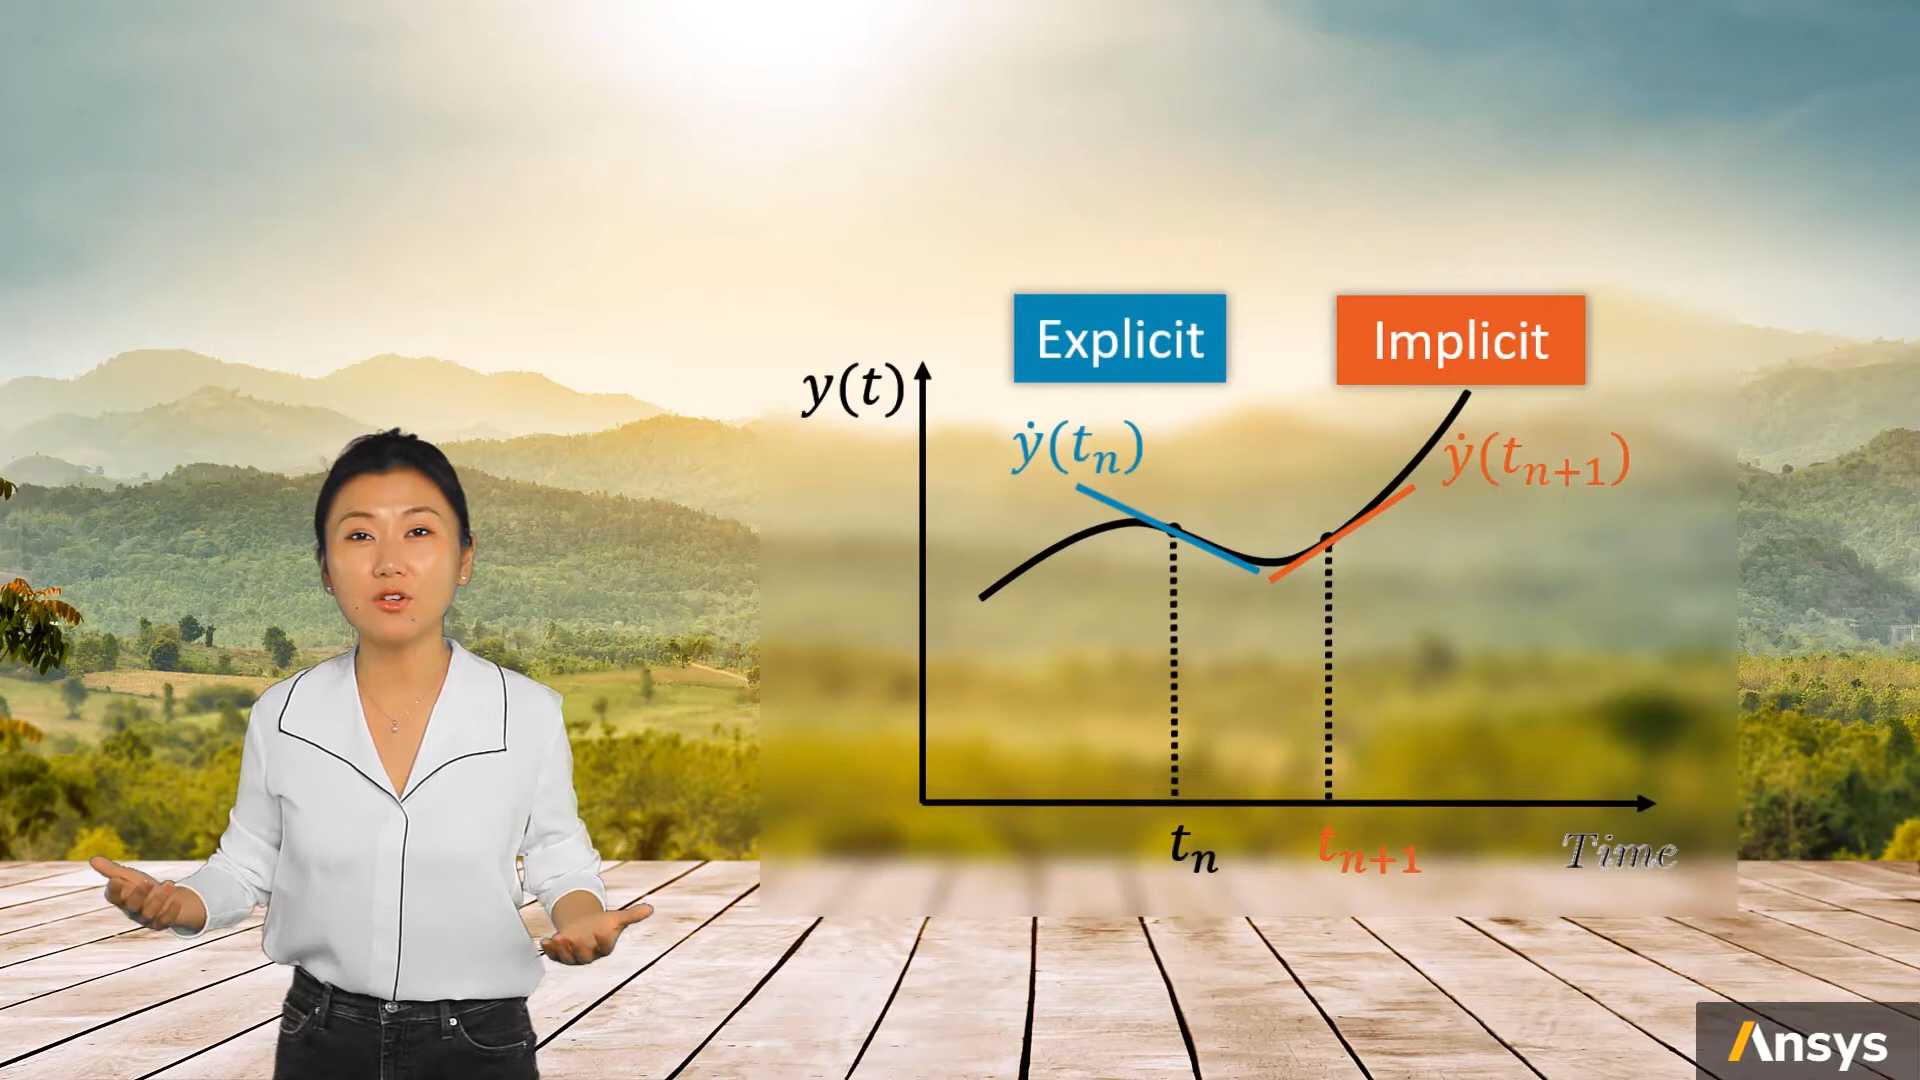 Explicit
Implicit
y(t)
ẏ(tₙ)
ẏ(tₙ₊₁)
tₙ
tₙ₊₁
Time
Ansys